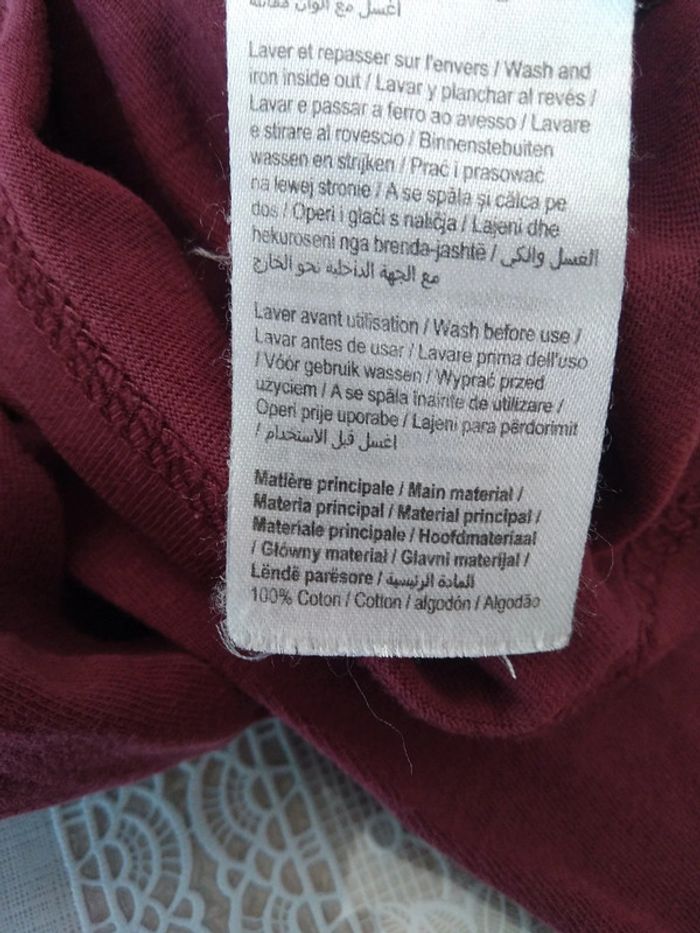 اغسل مع ألوان مماثلة
Laver et repasser sur l'envers / Wash and
iron inside out / Lavar y planchar al revés /
Lavar e passar a ferro ao avesso / Lavare
e stirare al rovescio / Binnenstebuiten
wassen en strijken / Prać i prasować
na lewej stronie / A se spăla și călca pe
dos / Operi i glači s naličja / Lajeni dhe
hekuroseni nga brenda-jashtë / الغسل والكي
مع الجهة الداخلية نحو الخارج
Laver avant utilisation / Wash before use /
Lavar antes de usar / Lavare prima dell'uso
/ Vóór gebruik wassen / Wyprać przed
użyciem / A se spăla înainte de utilizare /
Operi prije uporabe / Lajeni para përdorimit
/ اغسل قبل الاستخدام
Matière principale / Main material /
Materia principal / Material principal /
Materiale principale / Hoofdmateriaal
/ Główny materiał / Glavni materijal /
Lëndë parësore / المادة الرئيسية
100% Coton / Cotton / algodón / Algodão